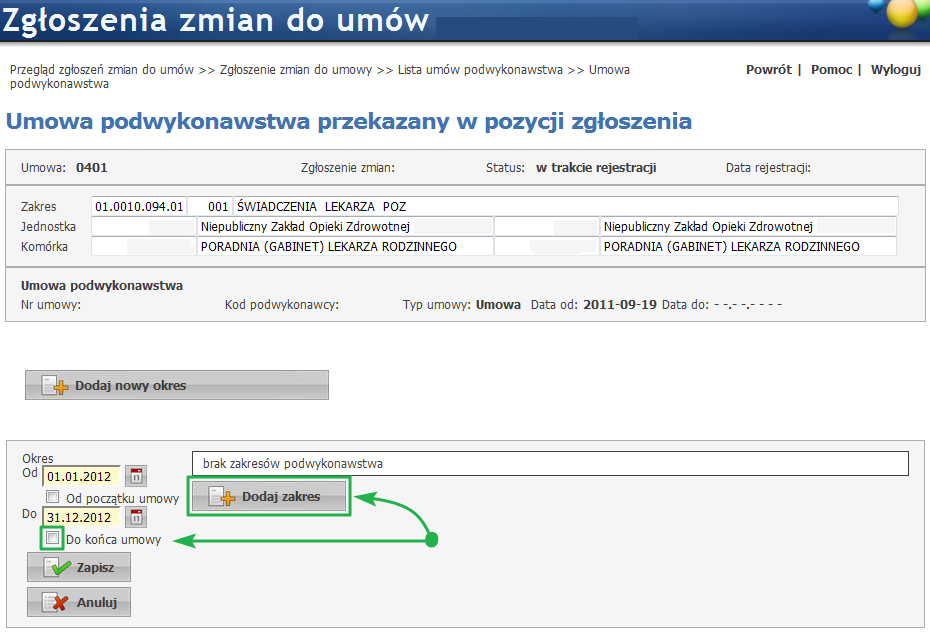 Zgłoszenia zmian do umów
Przegląd zgłoszeń zmian do umów >> Zgłoszenie zmian do umowy >> Lista umów podwykonawstwa >> Umowa
podwykonawstwa
Powrót | Pomoc | Wyloguj
Umowa podwykonawstwa przekazany w pozycji zgłoszenia
Umowa: 0401 Zgłoszenie zmian: Status: w trakcie rejestracji Data rejestracji:
Zakres 01.0010.094.01 001 ŚWIADCZENIA LEKARZA POZ
Jednostka Niepubliczny Zakład Opieki Zdrowotnej Niepubliczny Zakład Opieki Zdrowotnej
Komórka PORADNIA (GABINET) LEKARZA RODZINNEGO PORADNIA (GABINET) LEKARZA RODZINNEGO
Umowa podwykonawstwa
Nr umowy: Kod podwykonawcy: Typ umowy: Umowa Data od: 2011-09-19 Data do: - -.- -.- - - -
Dodaj nowy okres
Okres
brak zakresów podwykonawstwa
Od 01.01.2012
Dodaj zakres
Od początku umowy
Do 31.12.2012
Do końca umowy
Zapisz
Anuluj